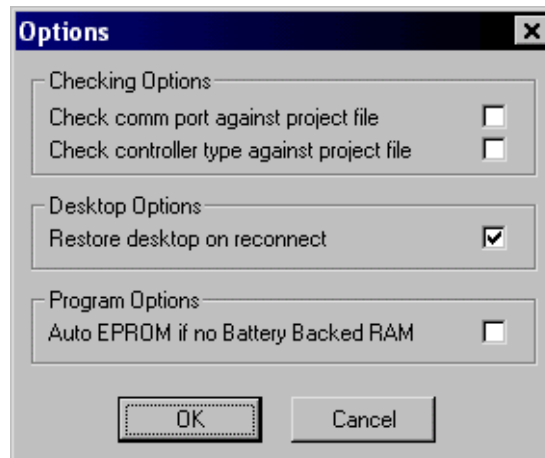 Options
Checking Options
Check comm port against project file
Check controller type against project file
Desktop Options
Restore desktop on reconnect
Program Options
Auto EPROM if no Battery Backed RAM
OK Cancel